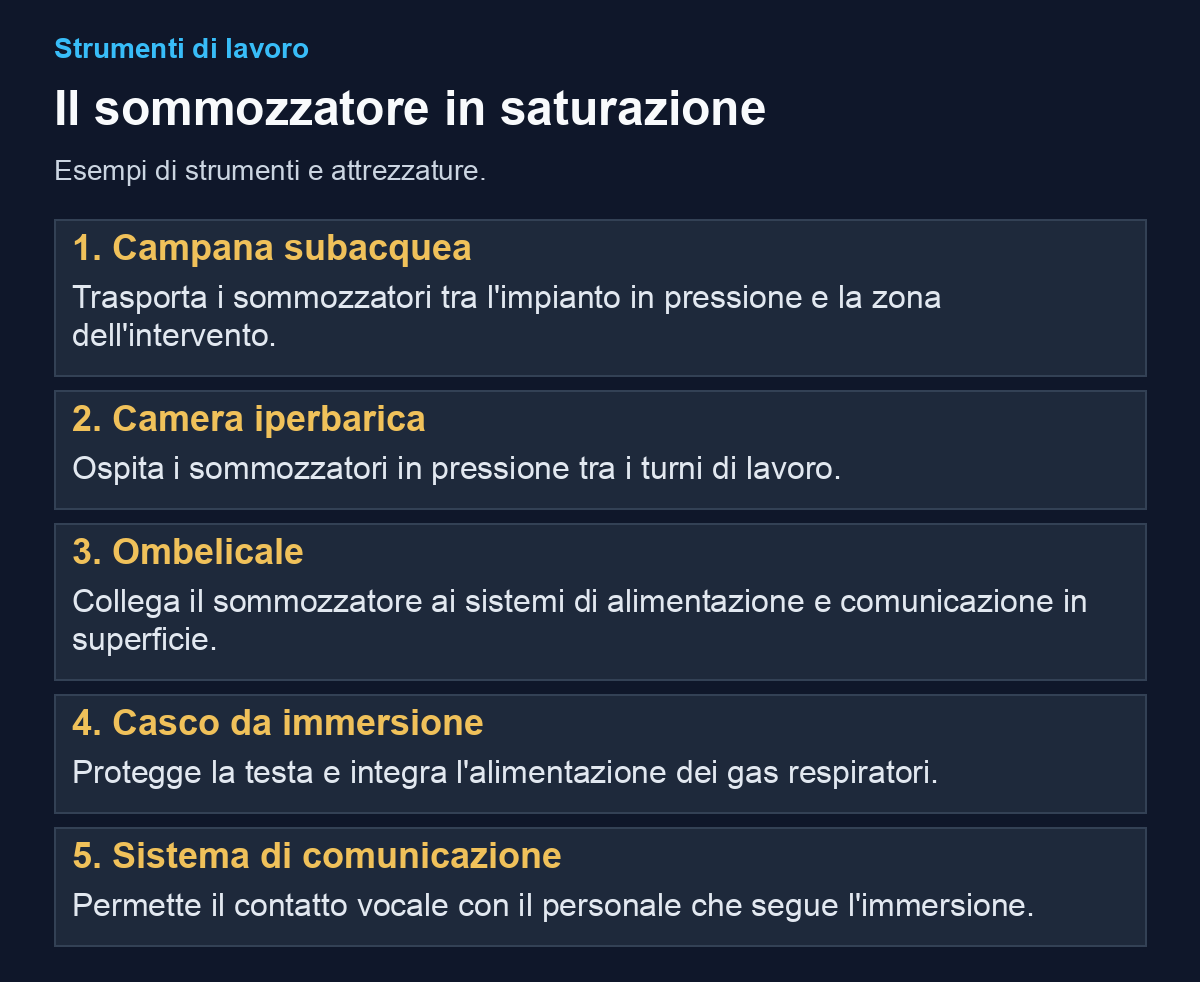 Strumenti di lavoro
Il sommozzatore in saturazione
Esempi di strumenti e attrezzature.
1. Campana subacquea
Trasporta i sommozzatori tra l'impianto in pressione e la zona
dell'intervento.
2. Camera iperbarica
Ospita i sommozzatori in pressione tra i turni di lavoro.
3. Ombelicale
Collega il sommozzatore ai sistemi di alimentazione e comunicazione in
superficie.
4. Casco da immersione
Protegge la testa e integra l'alimentazione dei gas respiratori.
5. Sistema di comunicazione
Permette il contatto vocale con il personale che segue l'immersione.